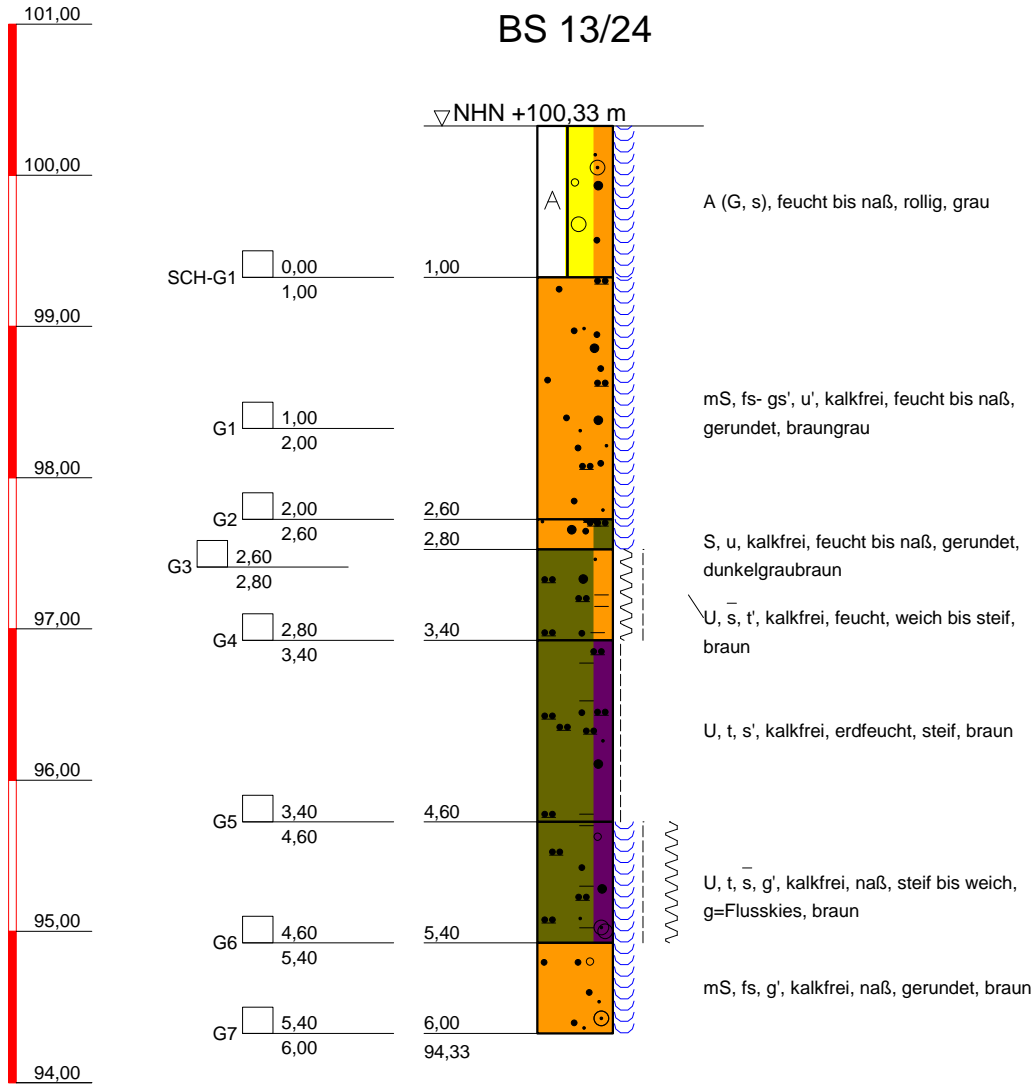 BS 13/24
101,00
100,00
99,00
98,00
97,00
96,00
95,00
94,00
NHN +100,33 m
A
SCH-G1
0,00
1,00
G1
1,00
2,00
G2
2,00
2,60
G3
2,60
2,80
G4
2,80
3,40
G5
3,40
4,60
G6
4,60
5,40
G7
5,40
6,00
1,00
2,60
2,80
3,40
4,60
5,40
6,00
94,33
A (G, s), feucht bis naß, rollig, grau
mS, fs- gs', u', kalkfrei, feucht bis naß,
gerundet, braungrau
S, u, kalkfrei, feucht bis naß, gerundet,
dunkelgraubraun
U, s̅, t', kalkfrei, feucht, weich bis steif,
braun
U, t, s', kalkfrei, erdfeucht, steif, braun
U, t, s̅, g', kalkfrei, naß, steif bis weich,
g=Flusskies, braun
mS, fs, g', kalkfrei, naß, gerundet, braun